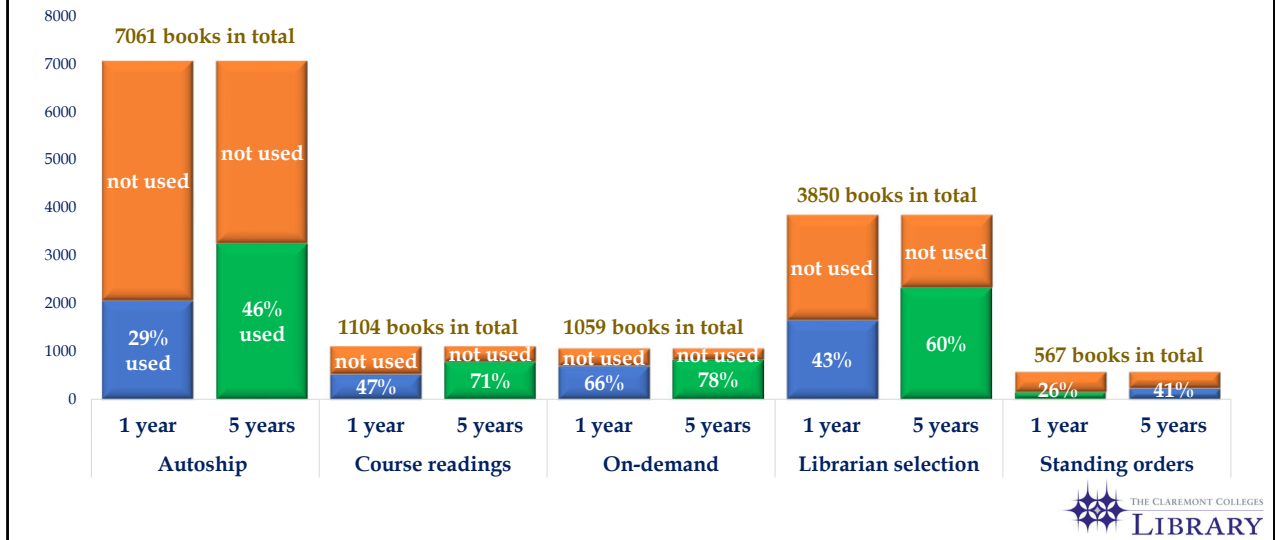 8000
7000
6000
5000
4000
3000
2000
1000
0
7061 books in total
not used
29%
used
not used
46%
used
1104 books in total
not used
47%
not used
71%
1059 books in total
not used
66%
not used
78%
3850 books in total
not used
43%
not used
60%
567 books in total
26%
41%
1 year
5 years
1 year
5 years
1 year
5 years
1 year
5 years
1 year
5 years
Autoship
Course readings
On-demand
Librarian selection
Standing orders
THE CLAREMONT COLLEGES
LIBRARY